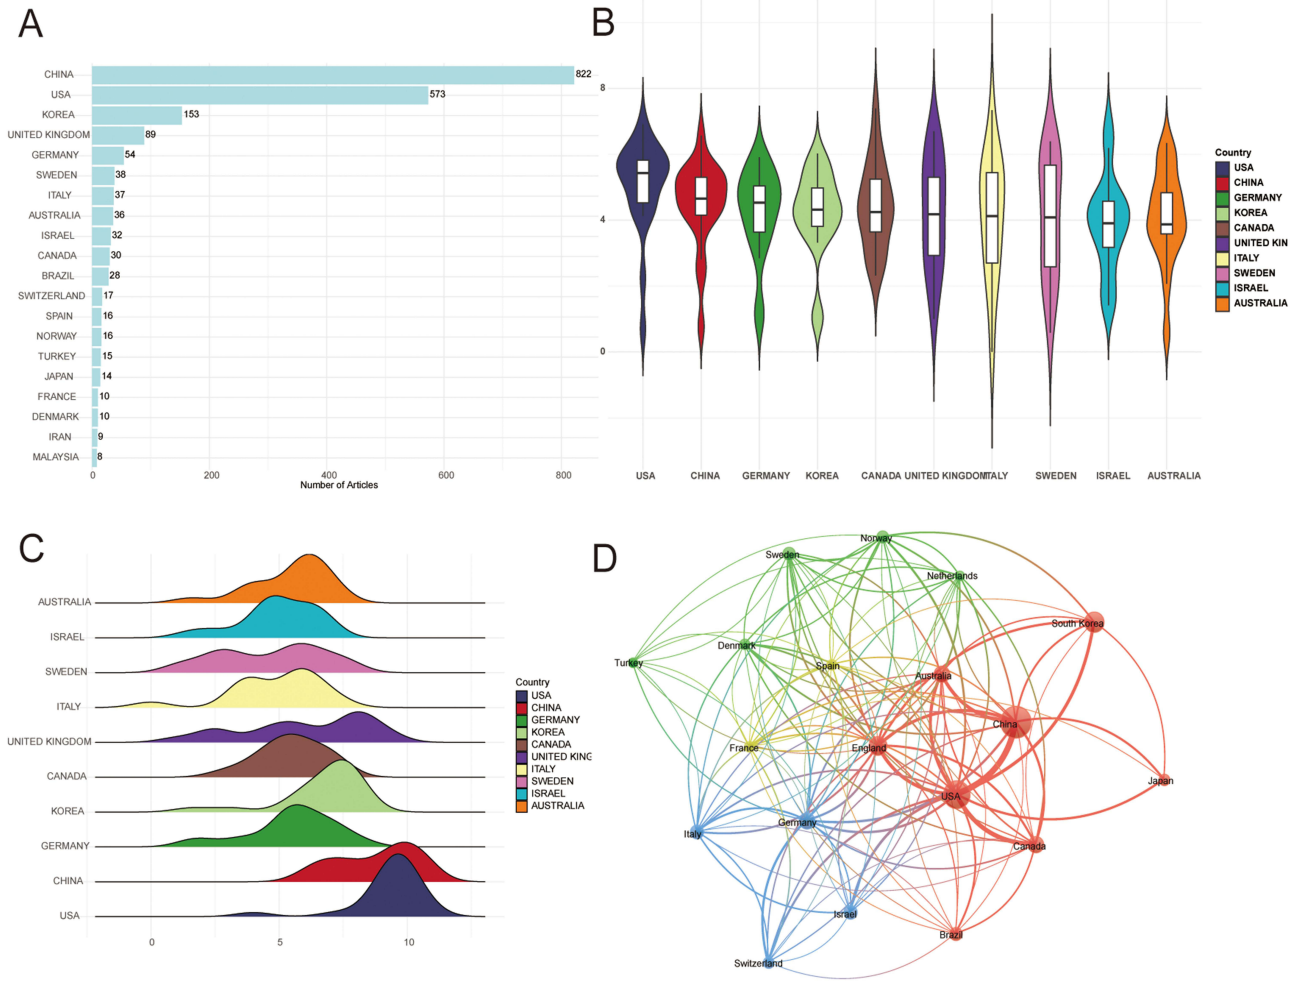 A
CHINA 822
USA 573
KOREA 153
UNITED KINGDOM 89
GERMANY 54
SWEDEN 38
ITALY 37
AUSTRALIA 36
ISRAEL 32
CANADA 30
BRAZIL 28
SWITZERLAND 17
SPAIN 16
NORWAY 16
TURKEY 15
JAPAN 14
FRANCE 10
DENMARK 10
IRAN 9
MALAYSIA 8
0 200 400 600 800
Number of Articles
B
8
4
0
USA CHINA GERMANY KOREA CANADA UNITED KINGDOM ITALY SWEDEN ISRAEL AUSTRALIA
Country
USA
CHINA
GERMANY
KOREA
CANADA
UNITED KIN
ITALY
SWEDEN
ISRAEL
AUSTRALIA
C
AUSTRALIA
ISRAEL
SWEDEN
ITALY
UNITED KINGDOM
CANADA
KOREA
GERMANY
CHINA
USA
0 5 10
Country
USA
CHINA
GERMANY
KOREA
CANADA
UNITED KING
ITALY
SWEDEN
ISRAEL
AUSTRALIA
D
Norway
Sweden
Netherlands
South Korea
Denmark
Turkey
Spain
Australia
China
France
England
Japan
USA
Germany
Italy
Canada
Israel
Brazil
Switzerland